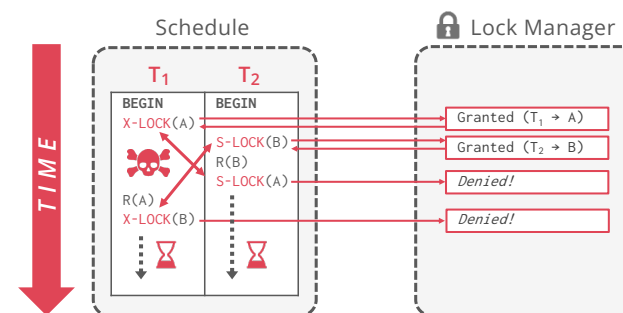 Schedule
Lock Manager
TIME
T₁ T₂
BEGIN BEGIN
X-LOCK(A)
Granted (T₁ → A)
S-LOCK(B)
Granted (T₂ → B)
R(B)
S-LOCK(A)
Denied!
R(A)
X-LOCK(B)
Denied!